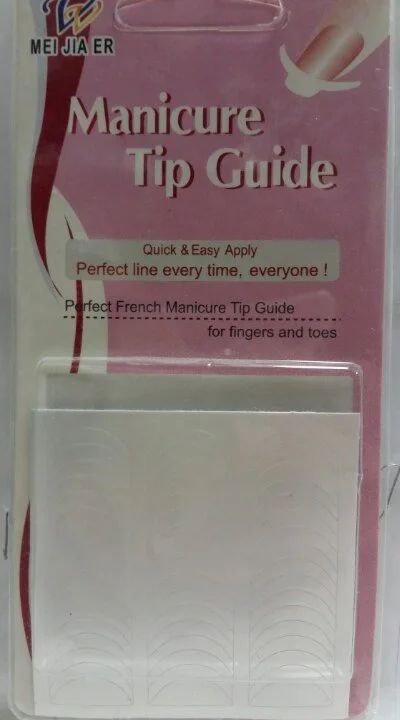 MEI JIA ER
Manicure
Tip Guide
Quick & Easy Apply
Perfect line every time, everyone !
Perfect French Manicure Tip Guide
for fingers and toes